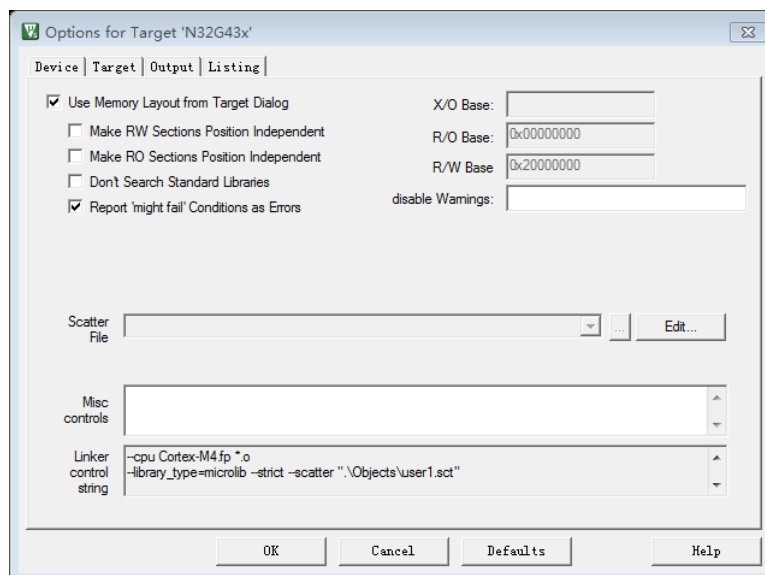 Options for Target 'N32G43x'
Device Target Output Listing
Use Memory Layout from Target Dialog
Make RW Sections Position Independent
Make RO Sections Position Independent
Don't Search Standard Libraries
Report 'might fail' Conditions as Errors
X/O Base:
R/O Base: 0x00000000
R/W Base 0x20000000
disable Warnings:
Scatter
File
... Edit...
Misc
controls
Linker
control
string
--cpu Cortex-M4.fp *.o
--library_type=microlib --strict --scatter ".\Objects\user1.sct"
OK Cancel Defaults Help